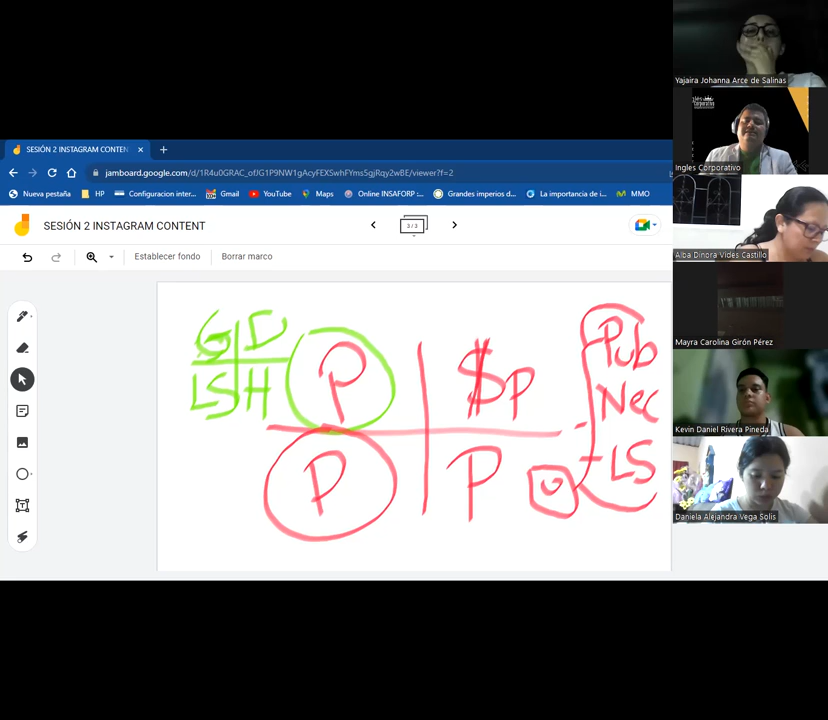 Yajaira Johanna Arce de Salinas
SESIÓN 2 INSTAGRAM CONTEN
jamboard.google.com/d/1R4u0GRAC_ofJG1P9NW1gAcyFEXSwhFYmsSgjRqy2wBE/viewer?f=2
Ingles Corporativo
Nueva pestaña
HP
Configuracion inter...
Gmail
YouTube
Maps
Online INSAFORP :...
Grandes imperios d...
La importancia de i...
MMO
SESIÓN 2 INSTAGRAM CONTENT
3 / 3
Alba Dinora Vides Castillo
Establecer fondo
Borrar marco
G D
LS H
P
$P
P
P
Pub
Nec
LS
Mayra Carolina Girón Pérez
Kevin Daniel Rivera Pineda
Daniela Alejandra Vega Solis